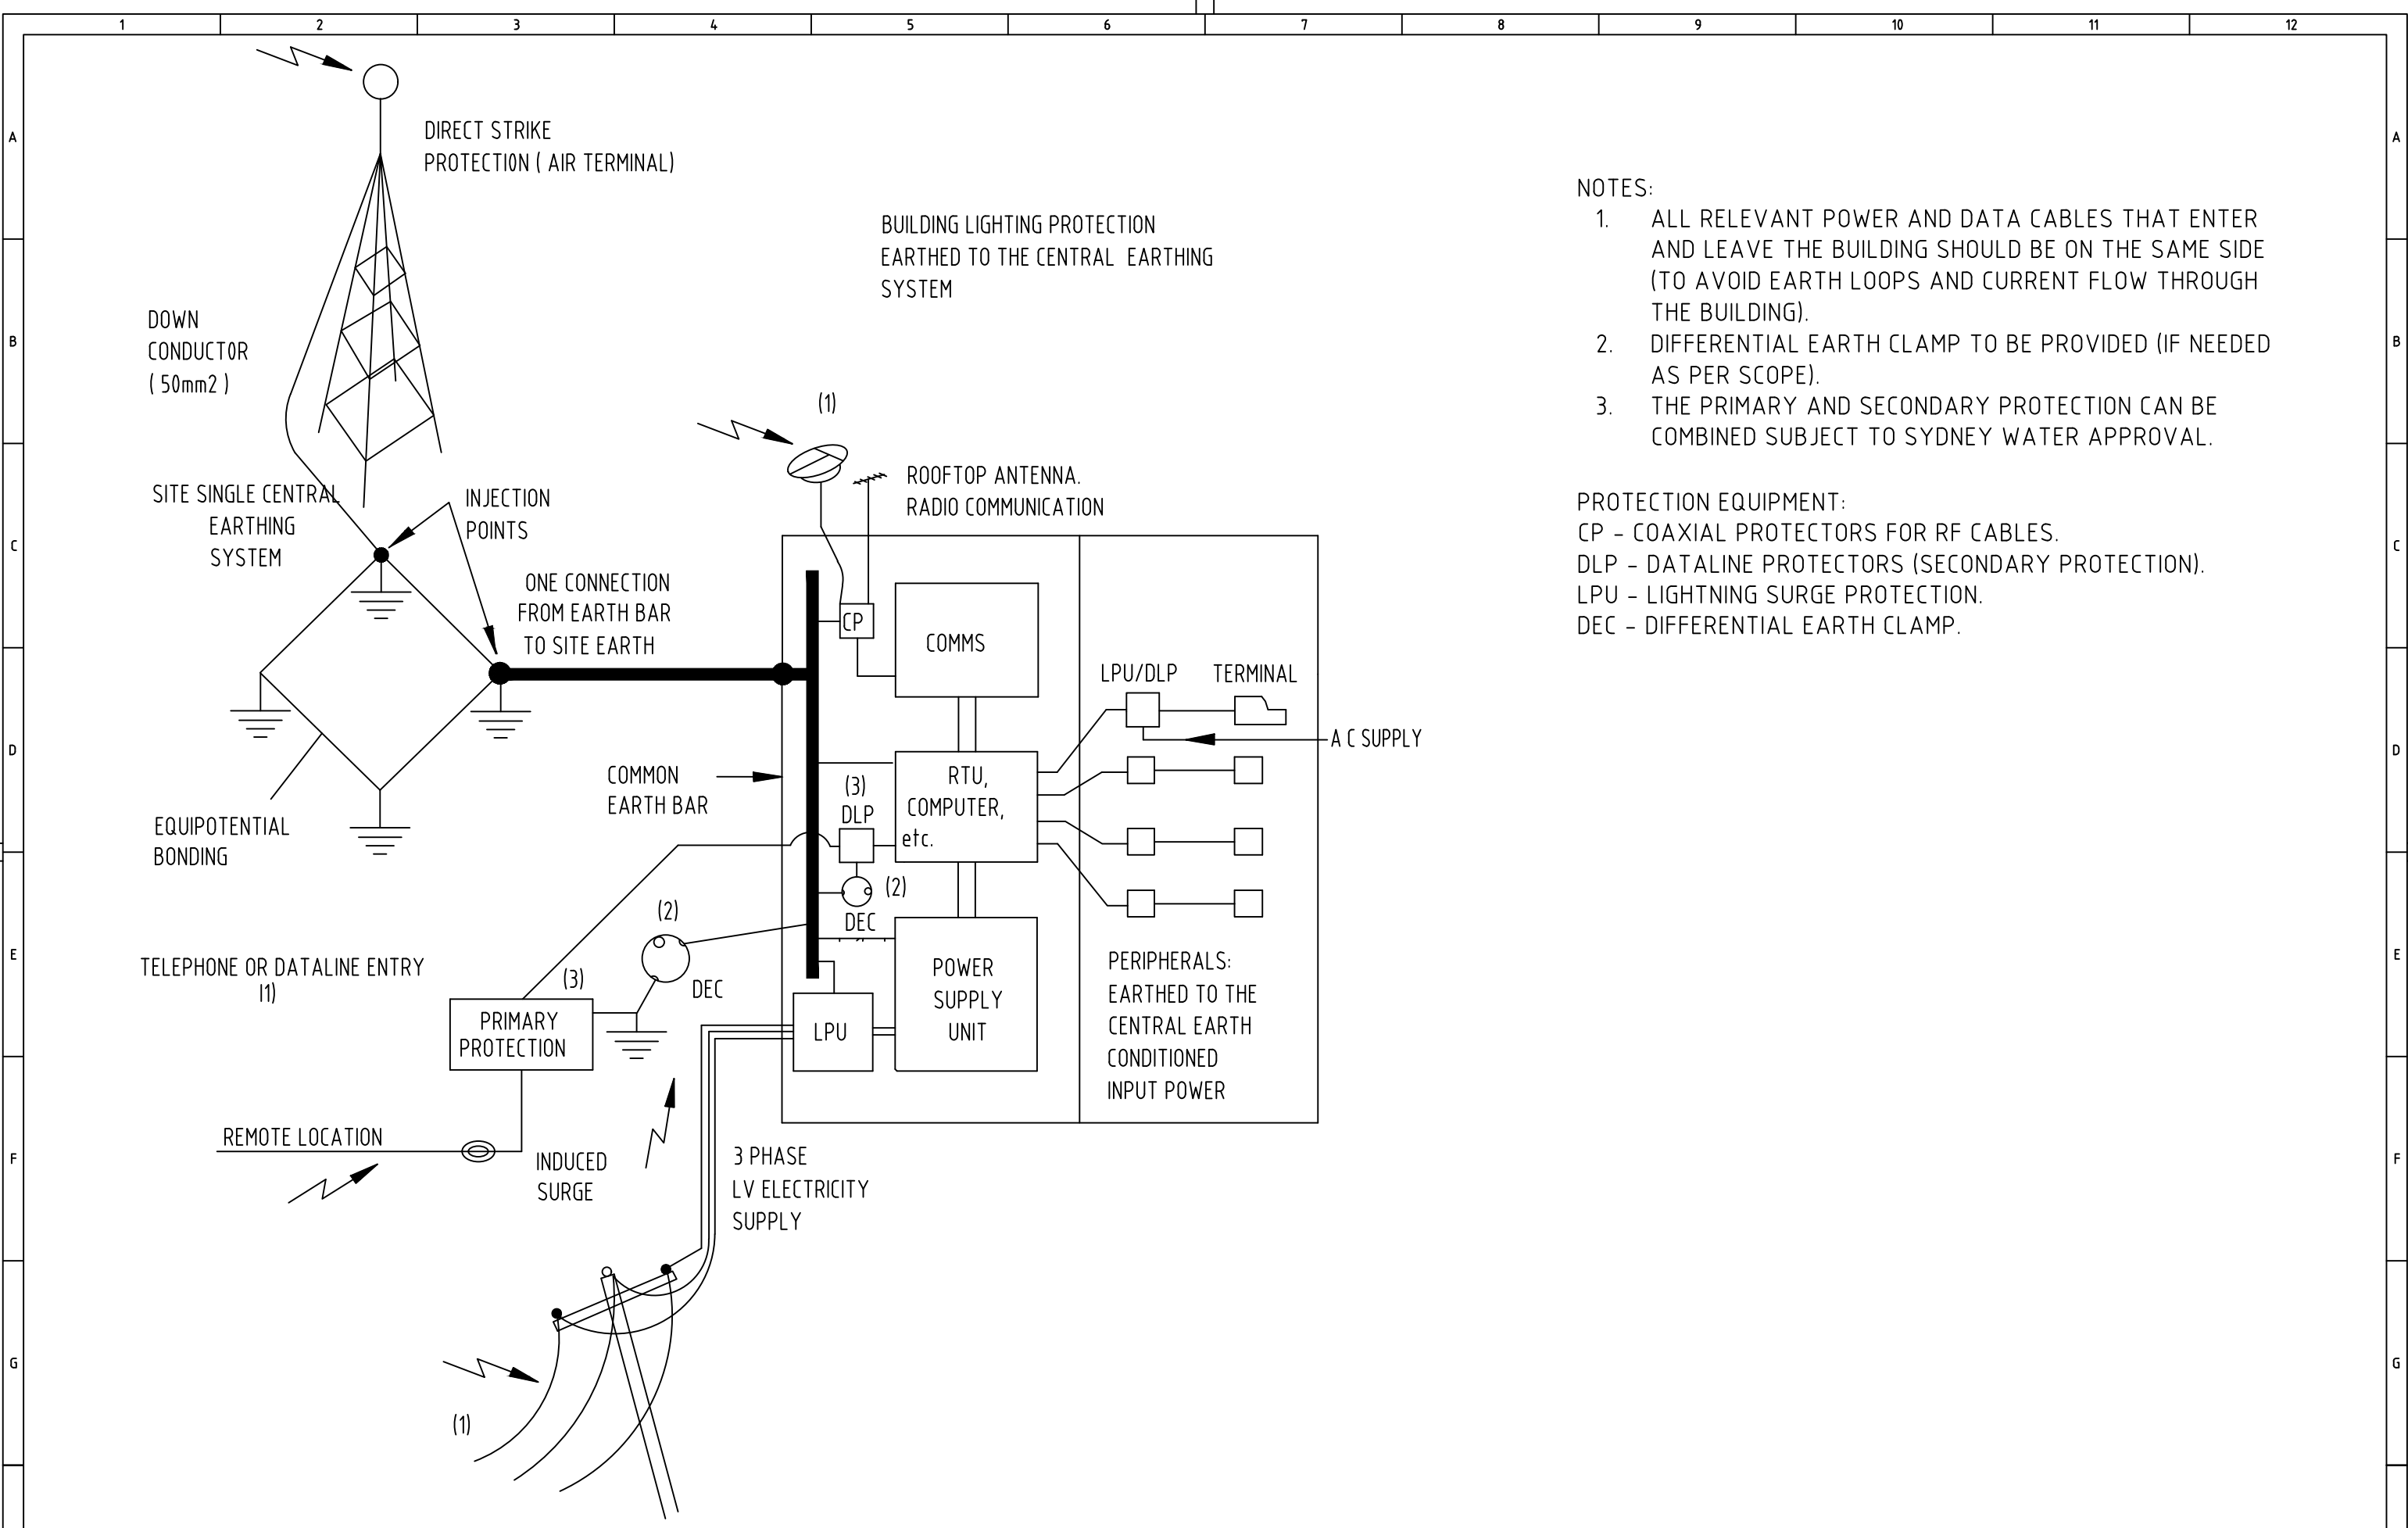 1 2 3 4 5 6 7 8 9 10 11 12
A A
B B
C C
D D
E E
F F
G G
DIRECT STRIKE
PROTECTION ( AIR TERMINAL)
BUILDING LIGHTING PROTECTION
EARTHED TO THE CENTRAL EARTHING
SYSTEM
DOWN
CONDUCTOR
( 50mm2 )
SITE SINGLE CENTRAL
EARTHING
SYSTEM
INJECTION
POINTS
ONE CONNECTION
FROM EARTH BAR
TO SITE EARTH
EQUIPOTENTIAL
BONDING
(1)
ROOFTOP ANTENNA.
RADIO COMMUNICATION
CP
COMMS
COMMON
EARTH BAR
RTU,
COMPUTER,
etc.
(3)
DLP
(2)
DEC
LPU/DLP
TERMINAL
A C SUPPLY
(2)
DEC
TELEPHONE OR DATALINE ENTRY
I1)
(3)
PRIMARY
PROTECTION
LPU
POWER
SUPPLY
UNIT
PERIPHERALS:
EARTHED TO THE
CENTRAL EARTH
CONDITIONED
INPUT POWER
REMOTE LOCATION
INDUCED
SURGE
3 PHASE
LV ELECTRICITY
SUPPLY
(1)
NOTES:
1. ALL RELEVANT POWER AND DATA CABLES THAT ENTER
AND LEAVE THE BUILDING SHOULD BE ON THE SAME SIDE
(TO AVOID EARTH LOOPS AND CURRENT FLOW THROUGH
THE BUILDING).
2. DIFFERENTIAL EARTH CLAMP TO BE PROVIDED (IF NEEDED
AS PER SCOPE).
3. THE PRIMARY AND SECONDARY PROTECTION CAN BE
COMBINED SUBJECT TO SYDNEY WATER APPROVAL.
PROTECTION EQUIPMENT:
CP - COAXIAL PROTECTORS FOR RF CABLES.
DLP - DATALINE PROTECTORS (SECONDARY PROTECTION).
LPU - LIGHTNING SURGE PROTECTION.
DEC - DIFFERENTIAL EARTH CLAMP.